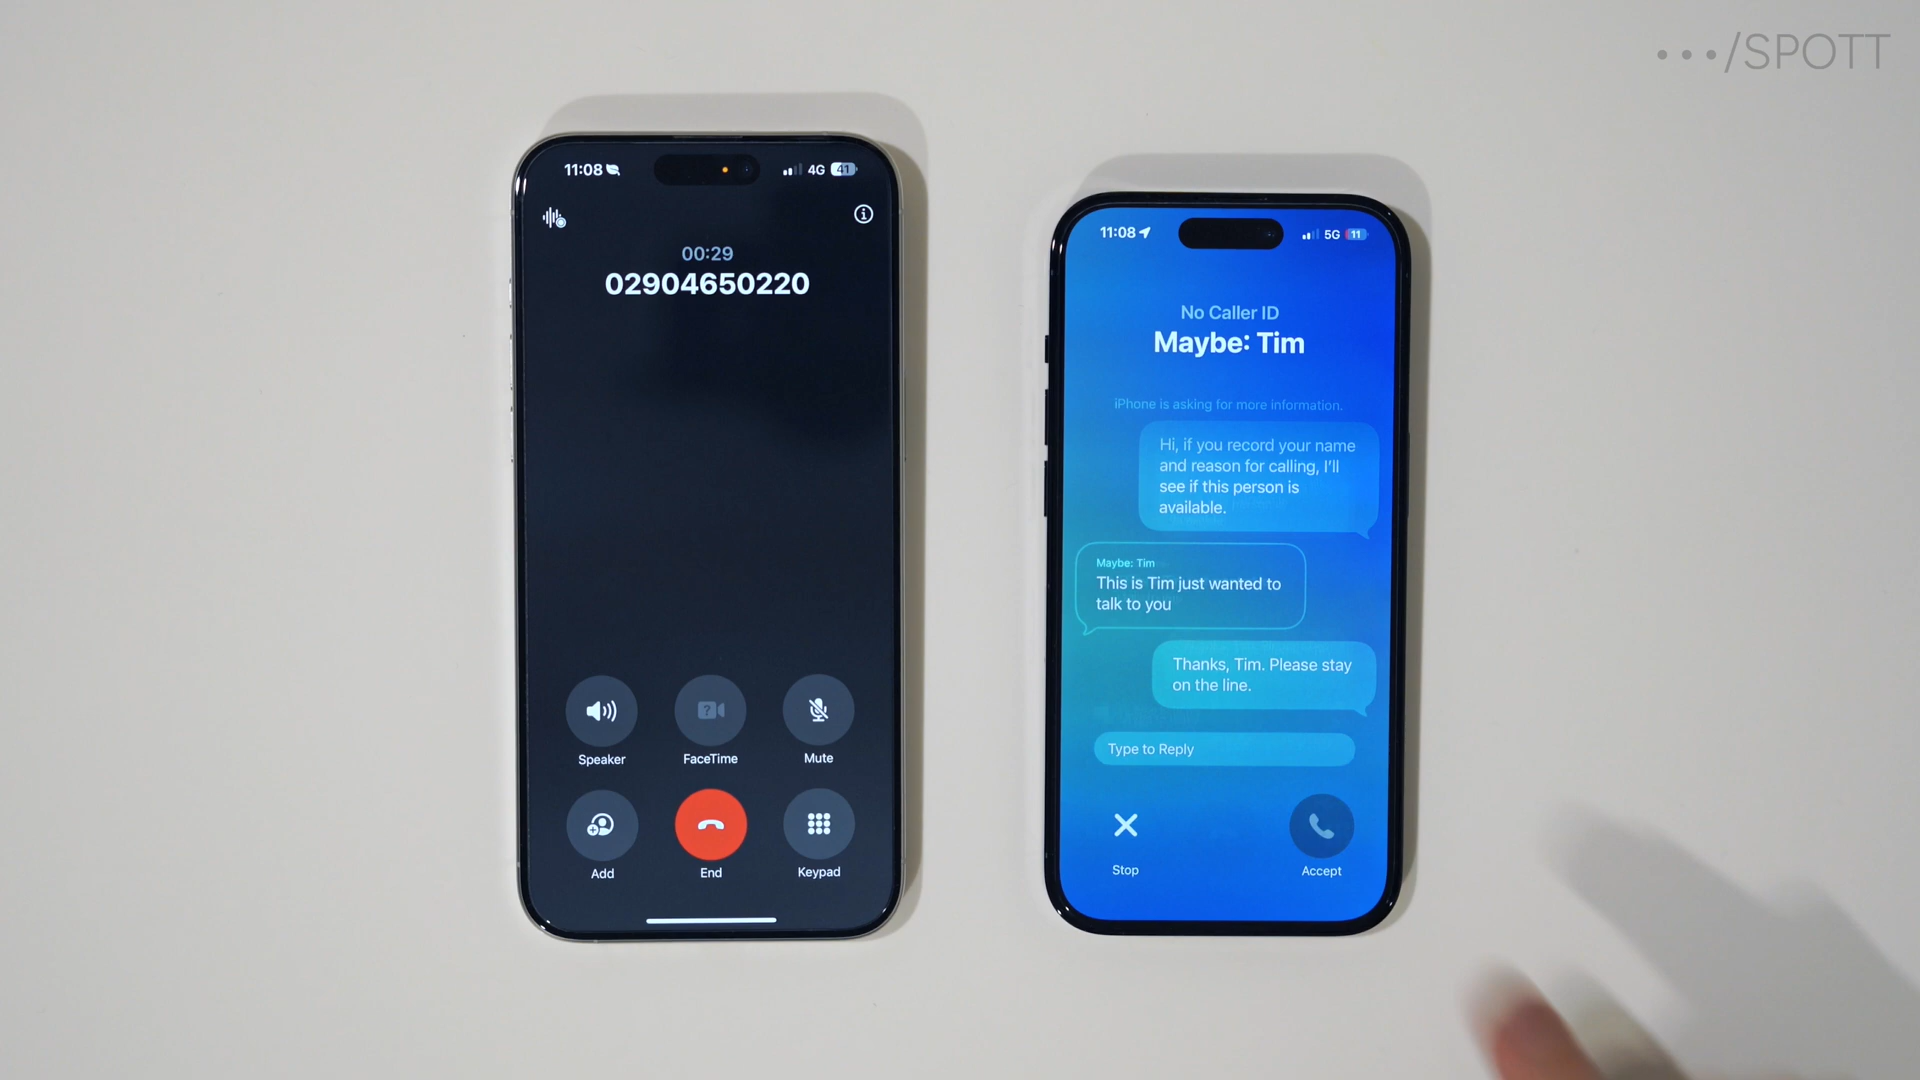 •••/SPOTT
11:08
4G
41
00:29
02904650220
Speaker
FaceTime
Mute
Add
End
Keypad
11:08
5G
11
No Caller ID
Maybe: Tim
iPhone is asking for more information.
Hi, if you record your name
and reason for calling, I'll
see if this person is
available.
Maybe: Tim
This is Tim just wanted to
talk to you
Thanks, Tim. Please stay
on the line.
Type to Reply
Stop
Accept